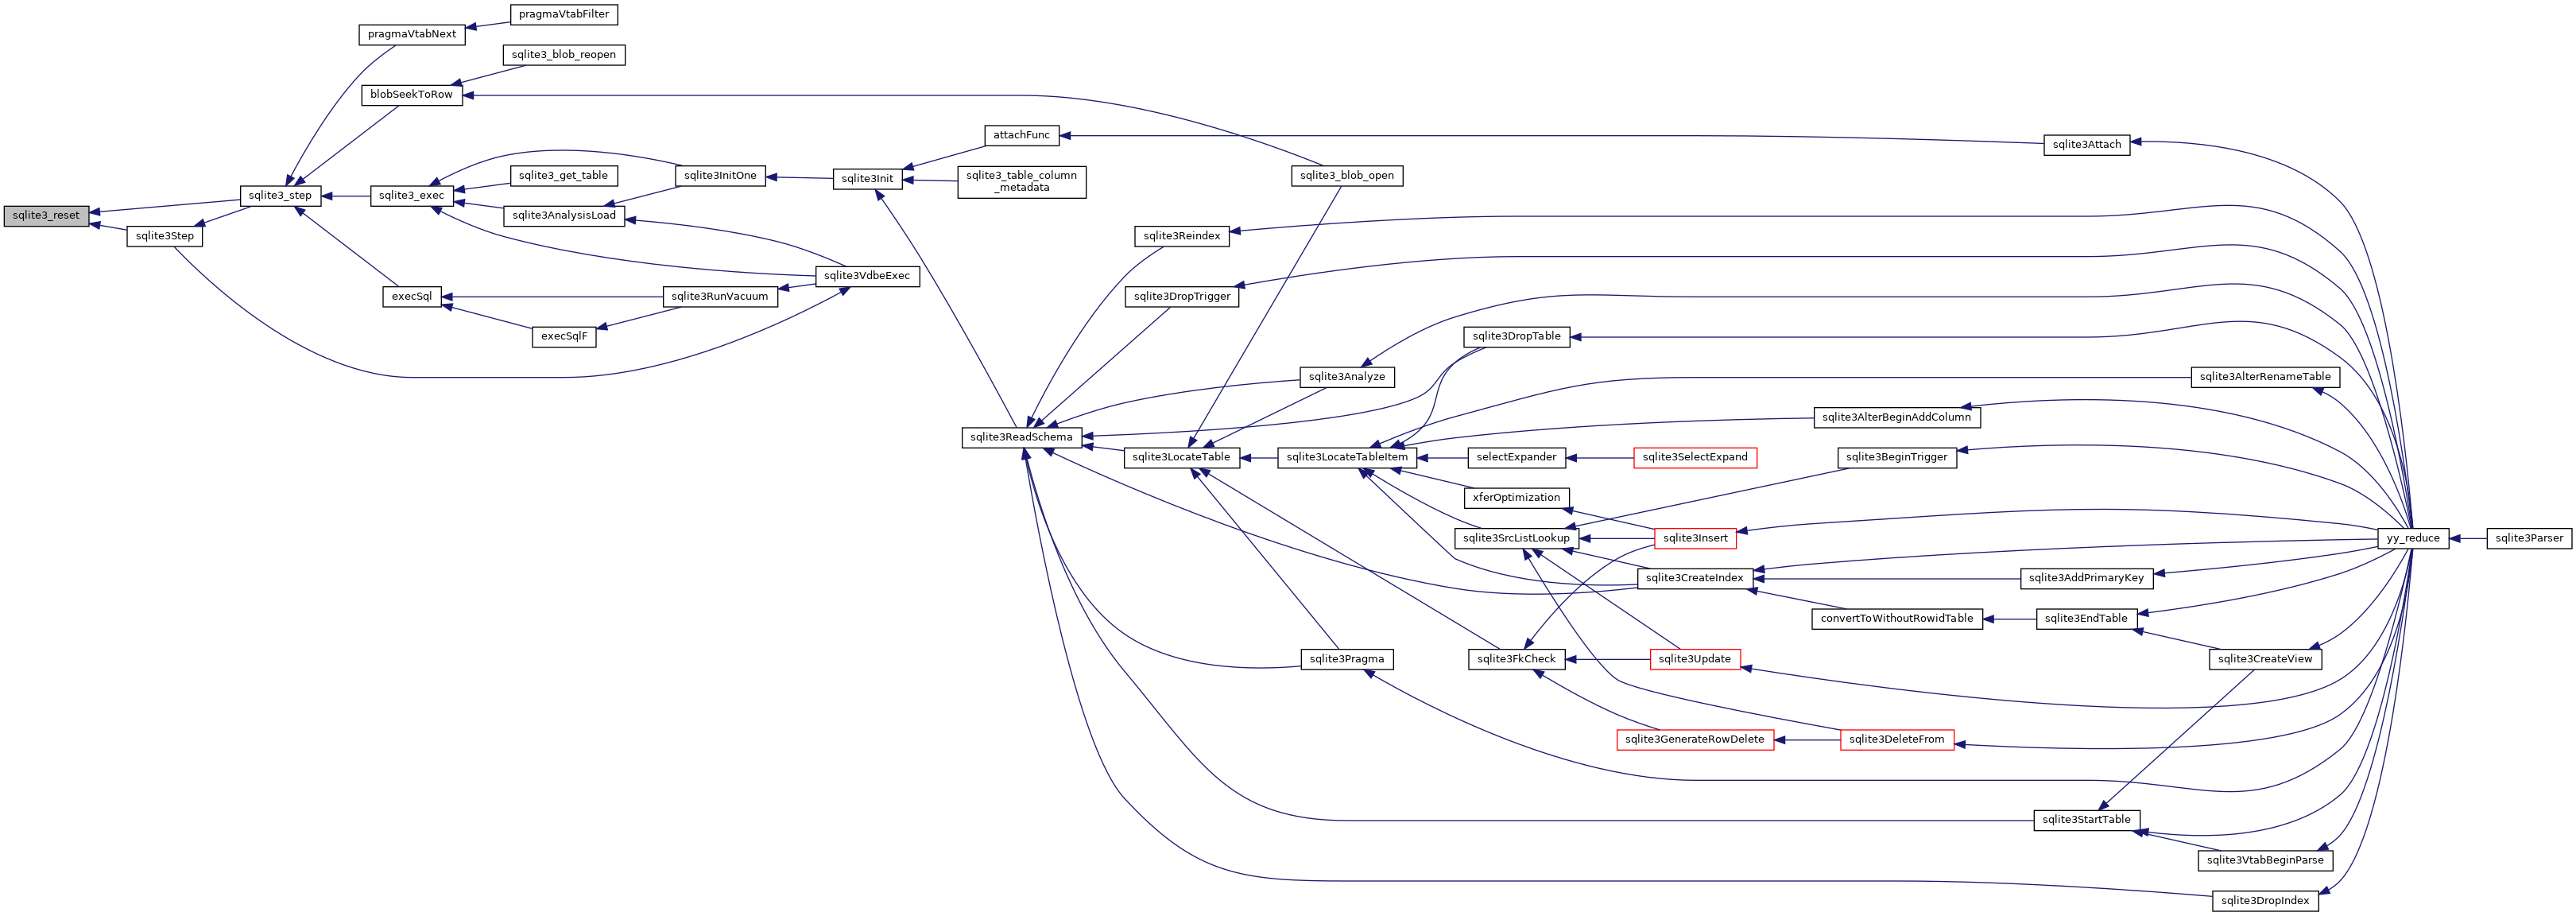 pragmaVtabFilter
pragmaVtabNext
sqlite3_blob_reopen
blobSeekToRow
attachFunc
sqlite3Attach
sqlite3_get_table
sqlite3InitOne
sqlite3Init
sqlite3_table_column
_metadata
sqlite3_blob_open
sqlite3_step
sqlite3_exec
sqlite3_reset
sqlite3AnalysisLoad
sqlite3Step
sqlite3Reindex
sqlite3VdbeExec
execSql
sqlite3RunVacuum
sqlite3DropTrigger
execSqlF
sqlite3DropTable
sqlite3Analyze
sqlite3AlterRenameTable
sqlite3AlterBeginAddColumn
sqlite3ReadSchema
sqlite3LocateTable
sqlite3LocateTableItem
selectExpander
sqlite3SelectExpand
sqlite3BeginTrigger
xferOptimization
sqlite3SrcListLookup
sqlite3Insert
yy_reduce
sqlite3Parser
sqlite3CreateIndex
sqlite3AddPrimaryKey
convertToWithoutRowidTable
sqlite3EndTable
sqlite3Pragma
sqlite3FkCheck
sqlite3Update
sqlite3CreateView
sqlite3GenerateRowDelete
sqlite3DeleteFrom
sqlite3StartTable
sqlite3VtabBeginParse
sqlite3DropIndex